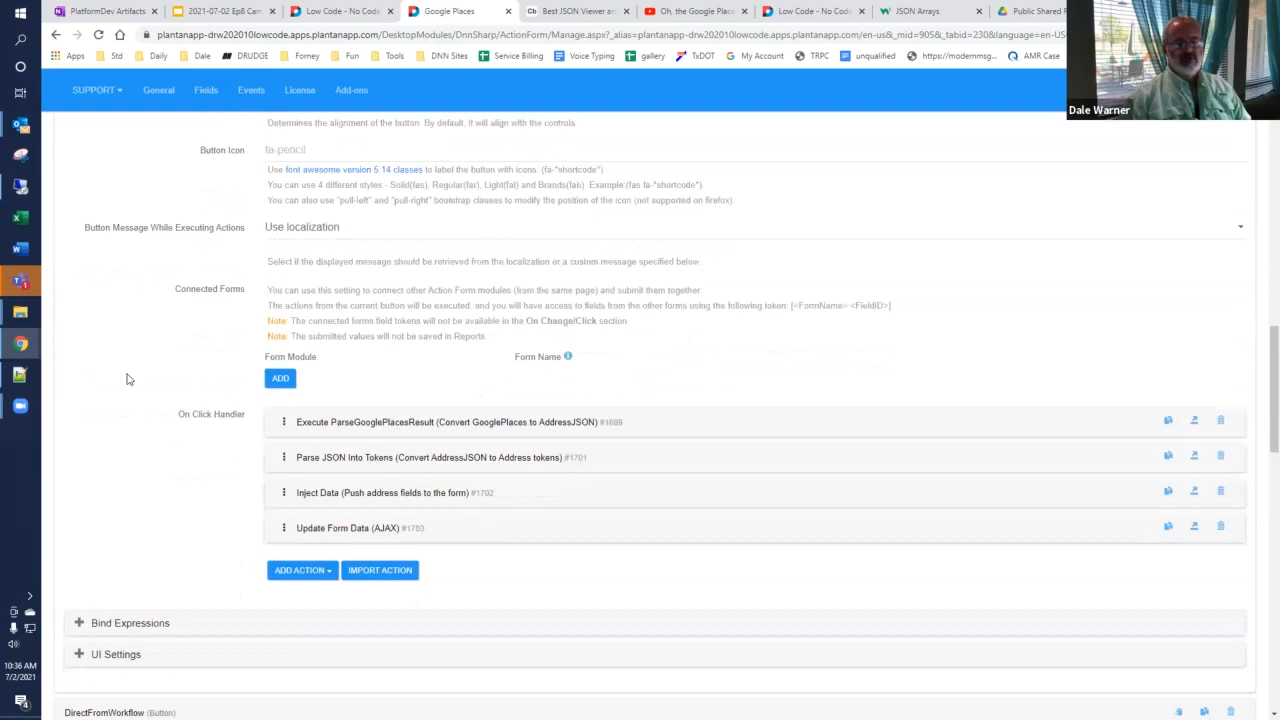 PlatformDev Artifacts
2021-07-02 Ep8 Cam
Low Code - No Code
Google Places
Best JSON Viewer an
Oh, the Google Place
Low Code - No Code
JSON Arrays
Public Shared
plantanapp-drw202010lowcode.apps.plantanapp.com/DesktopModules/DnnSharp/ActionForm/Manage.aspx?_alias=plantanapp-drw202010lowcode.apps.plantanapp.com/en-us&_mid=905&_tabid=230&language=en-US
Apps
Std
Daily
Dale
DRUDGE
Forney
Fun
Tools
DNN Sites
Service Billing
Voice Typing
gallery
TxDOT
My Account
TRPC
unqualified
https://modernmsg...
AMR Case
SUPPORT
General
Fields
Events
License
Add-ons
Dale Warner
Determines the alignment of the button. By default, it will align with the controls
Button Icon
fa-pencil
Use font awesome version 5.14 classes to label the button with icons. (fa-"shortcode")
You can use 4 different styles - Solid(fas), Regular(far), Light(fal) and Brands(fab). Example:(fas fa-"shortcode").
You can also use "pull-left" and "pull-right" bootstrap classes to modify the position of the icon (not supported on firefox).
Button Message While Executing Actions
Use localization
Select if the displayed message should be retrieved from the localization or a custom message specified below.
Connected Forms
You can use this setting to connect other Action Form modules (from the same page) and submit them together.
The actions from the current button will be executed, and you will have access to fields from the other forms using the following token: [<FormName>:<FieldID>]
Note: The connected forms field tokens will not be available in the On Change/Click section
Note: The submitted values will not be saved in Reports.
Form Module
Form Name
ADD
On Click Handler
Execute ParseGooglePlacesResult (Convert GooglePlaces to AddressJSON) #1699
Parse JSON Into Tokens (Convert AddressJSON to Address tokens) #1701
Inject Data (Push address fields to the form) #1702
Update Form Data (AJAX) #1703
ADD ACTION
IMPORT ACTION
Bind Expressions
UI Settings
DirectFromWorkflow (Button)
10:36 AM
7/2/2021